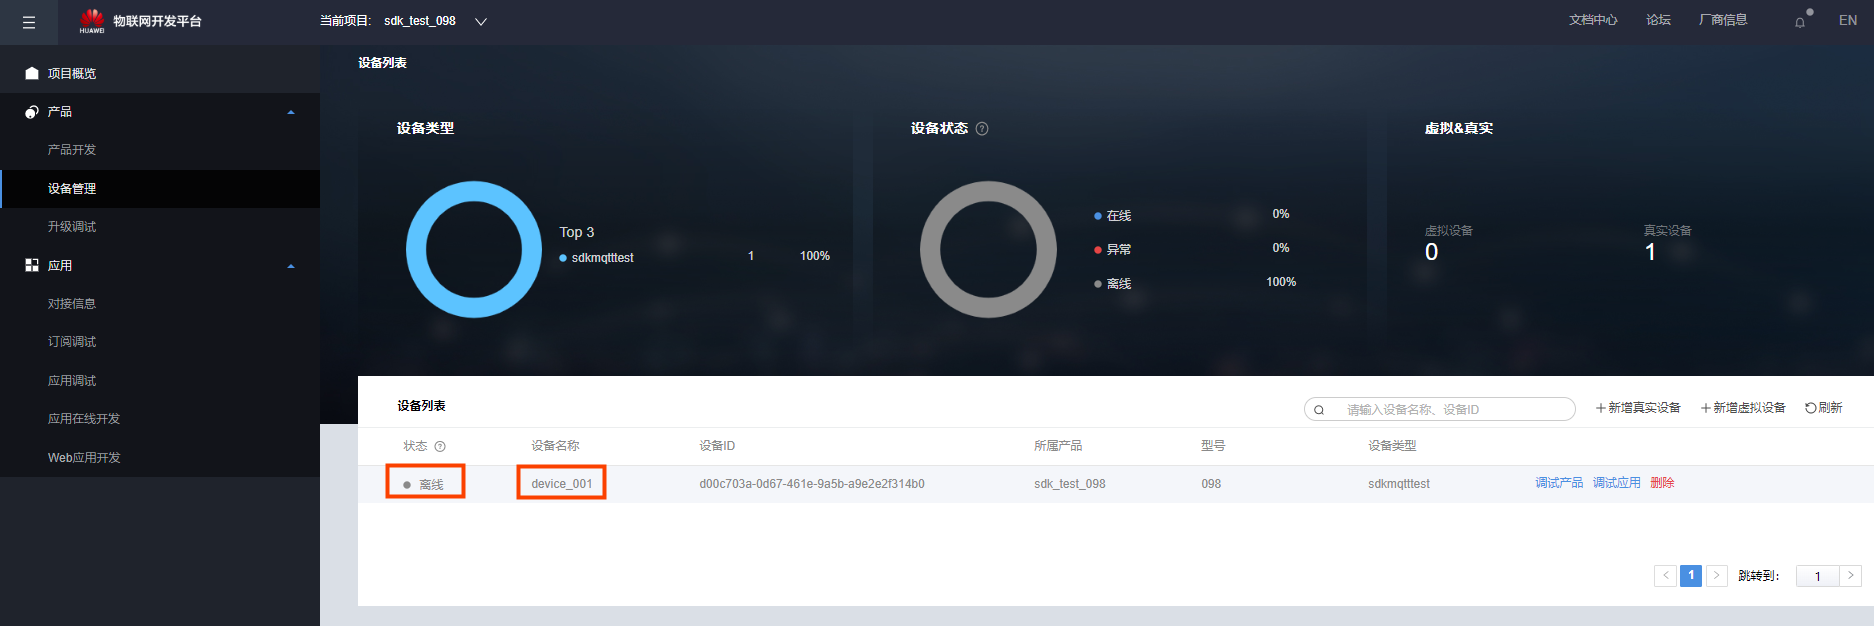 HUAWEI 物联网开发平台
当前项目: sdk_test_098
文档中心 论坛 厂商信息 EN
项目概览
产品
产品开发
设备管理
升级调试
应用
对接信息
订阅调试
应用调试
应用在线开发
Web应用开发
设备列表
设备类型
Top 3
sdkmqtttest 1 100%
设备状态 ?
在线 0%
异常 0%
离线 100%
虚拟&真实
虚拟设备 真实设备
0 1
设备列表
请输入设备名称、设备ID
+新增真实设备 +新增虚拟设备 刷新
状态 ? 设备名称 设备ID 所属产品 型号 设备类型
离线 device_001 d00c703a-0d67-461e-9a5b-a9e2e2f314b0 sdk_test_098 098 sdkmqtttest 调试产品 调试应用 删除
< 1 > 跳转到: 1 >